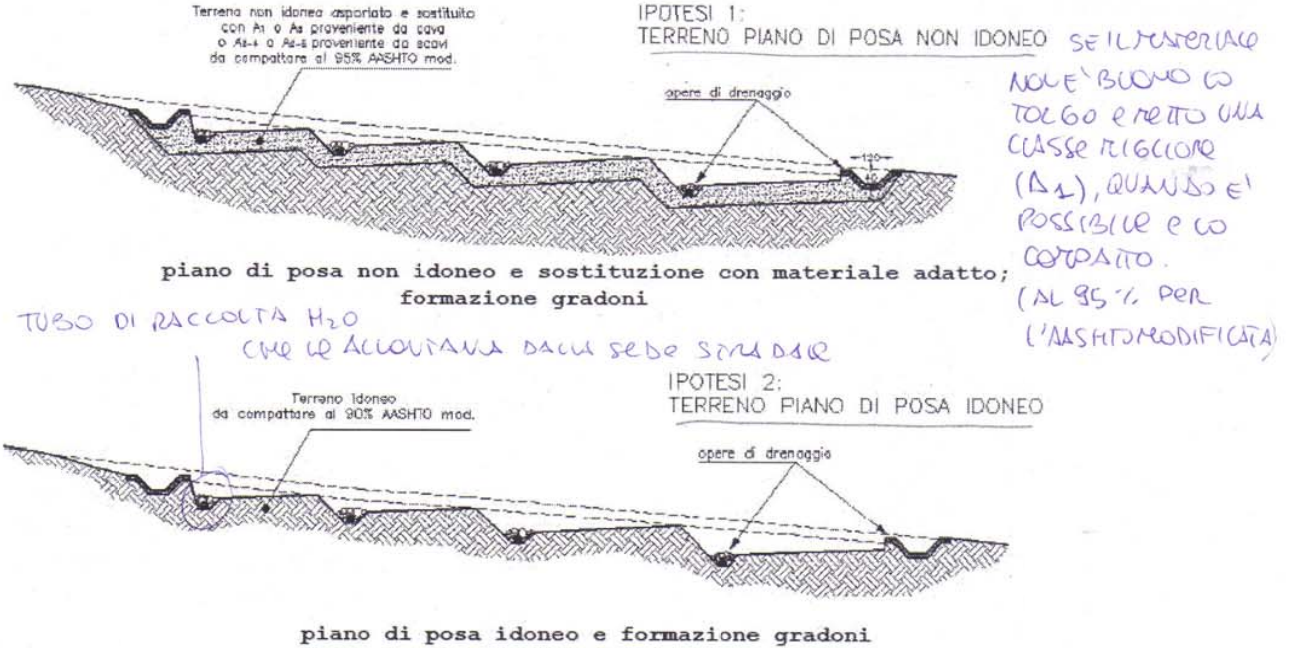 Terreno non idoneo asportato e sostituito
con A1 o A3 proveniente da cava
o A2-4 o A2-5 proveniente da scavi
da compattare al 95% AASHTO mod.
IPOTESI 1:
TERRENO PIANO DI POSA NON IDONEO
SE IL MATERIALE
NON E' BUONO LO
TOLGO e METTO UNA
CLASSE MIGLIORE
(A1), QUANDO E'
POSSIBILE e LO
COMPATTO.
(AL 95% PER
L'AASHTO MODIFICATA)
opere di drenaggio
120
piano di posa non idoneo e sostituzione con materiale adatto;
formazione gradoni
TUBO DI RACCOLTA H2O
CHE LE ALLONTANA DALLA SEDE STRADALE
IPOTESI 2:
TERRENO PIANO DI POSA IDONEO
Terreno Idoneo
da compattare al 90% AASHTO mod.
opere di drenaggio
piano di posa idoneo e formazione gradoni